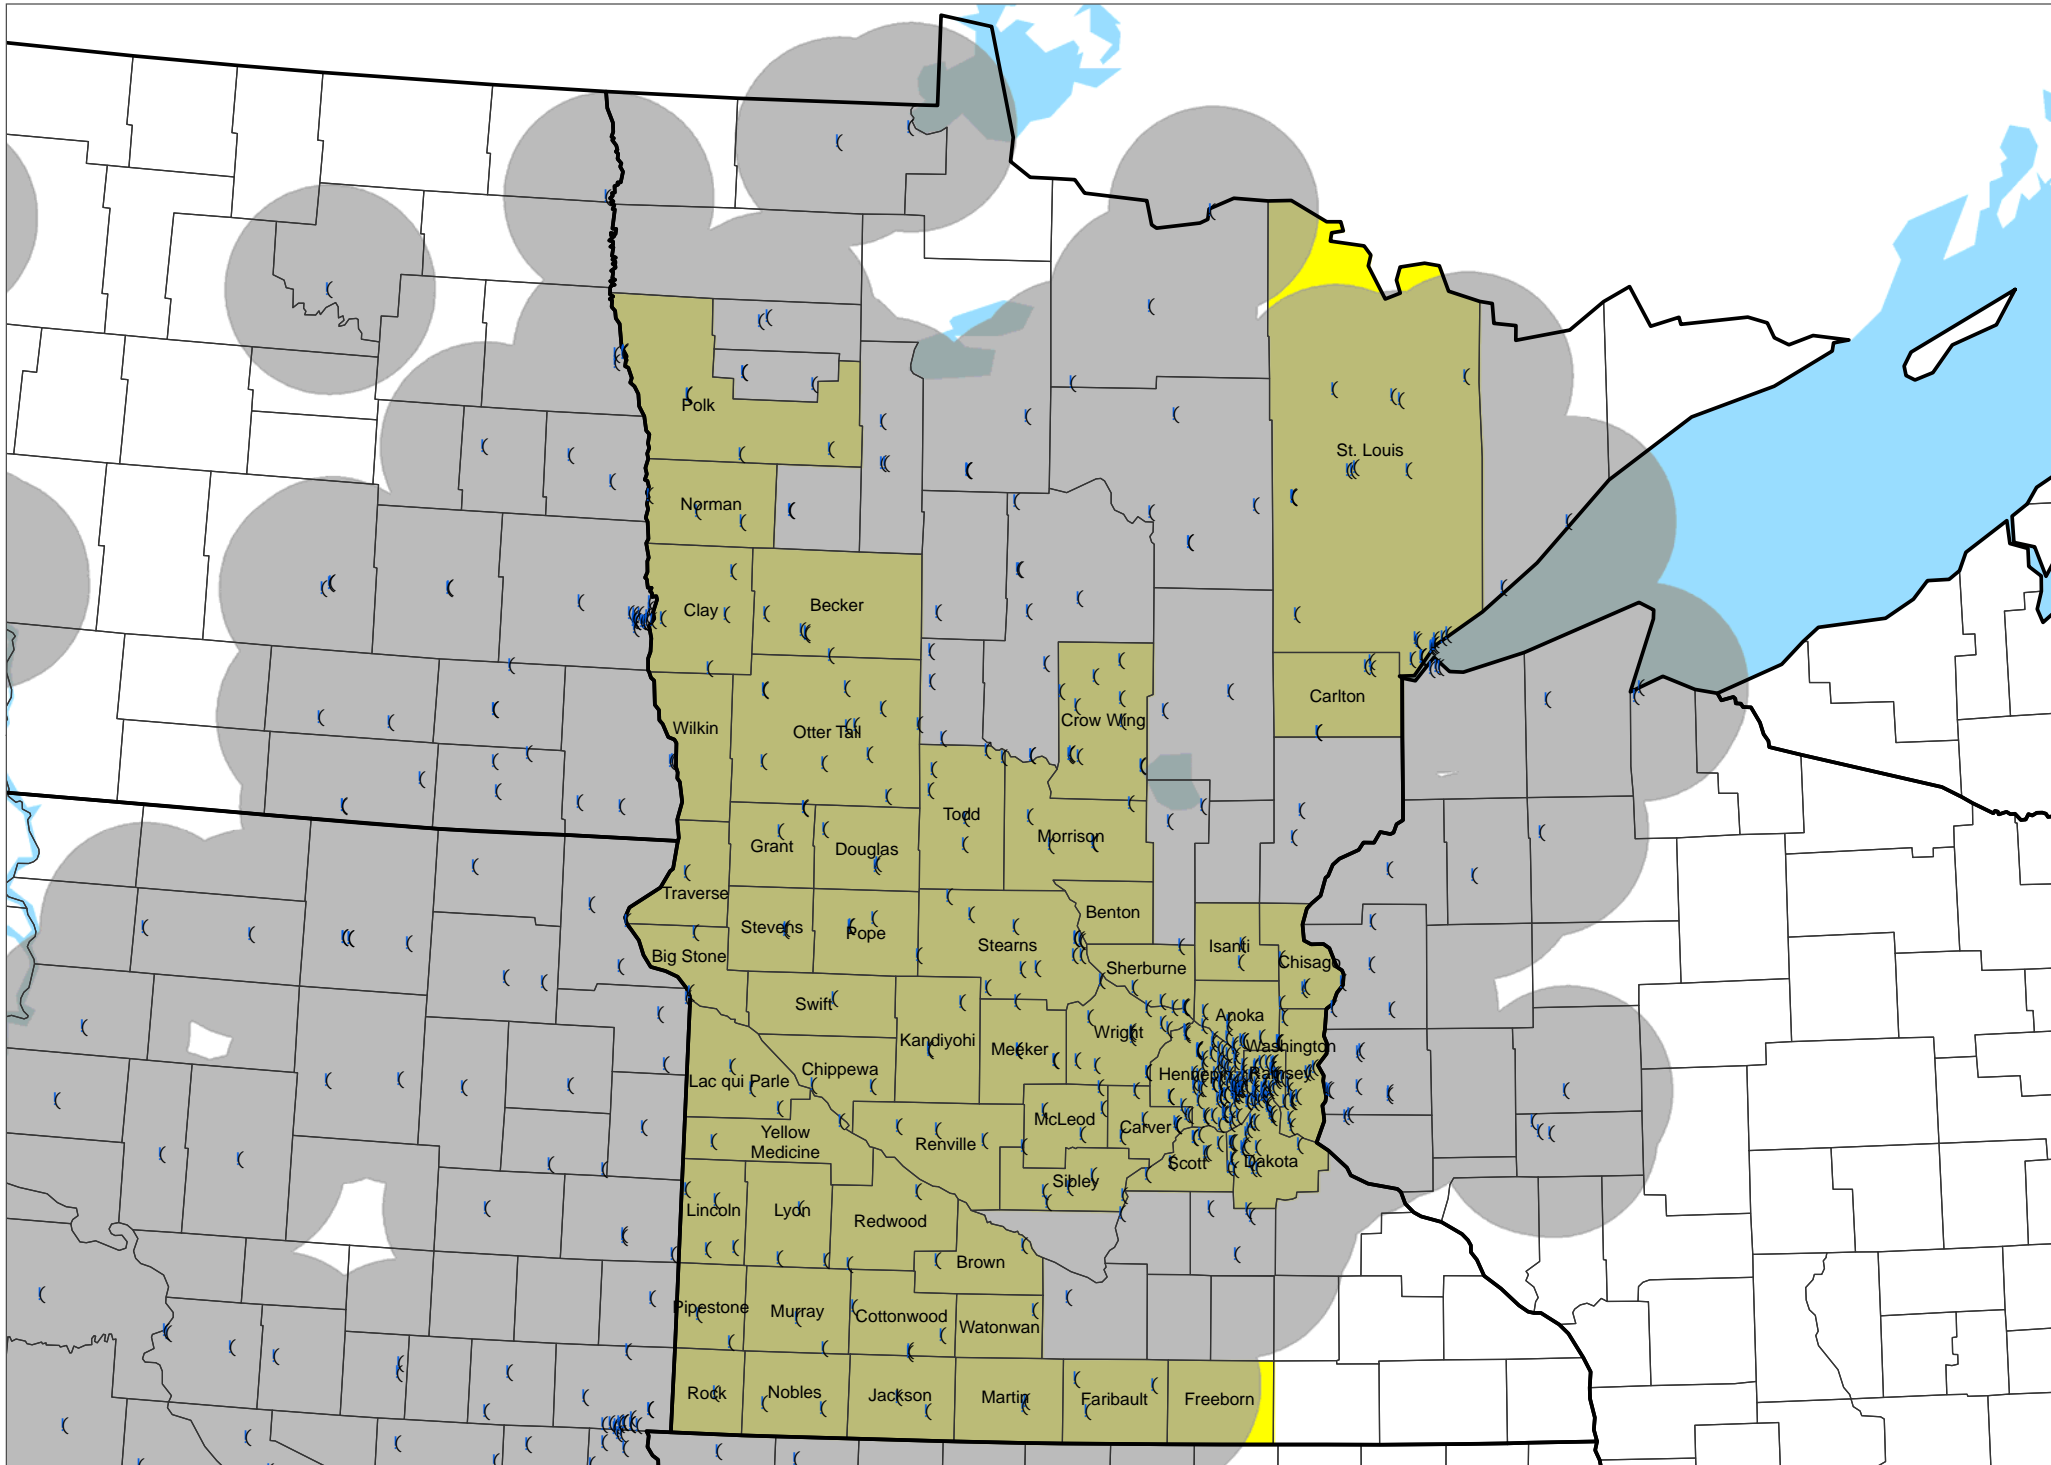 Polk
St. Louis
Norman
Clay
Becker
Carlton
Wilkin
Otter Tail
Crow Wing
Todd
Morrison
Grant
Douglas
Traverse
Benton
Stevens
Pope
Stearns
Isanti
Big Stone
Sherburne
Chisago
Swift
Anoka
Kandiyohi
Meeker
Wright
Washington
Chippewa
Lac qui Parle
Hennepin
Ramsey
McLeod
Carver
Yellow
Medicine
Renville
Scott
Dakota
Sibley
Lincoln
Lyon
Redwood
Brown
Pipestone
Murray
Cottonwood
Watonwan
Rock
Nobles
Jackson
Martin
Faribault
Freeborn